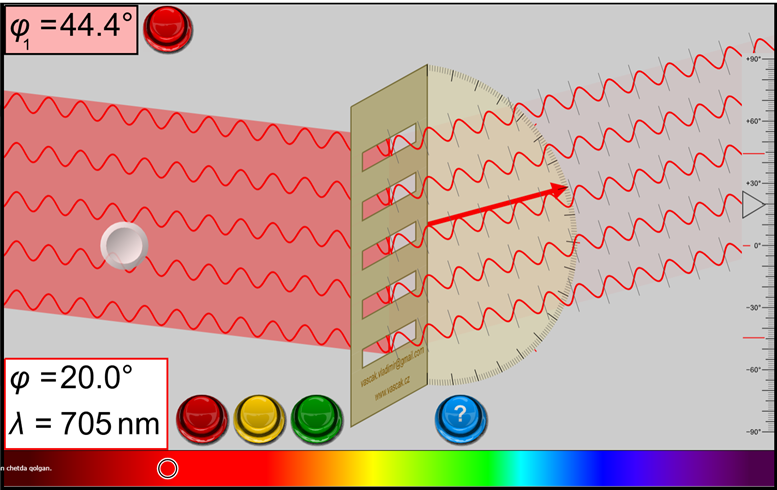 φ₁ =44.4°
+90°
+60°
+30°
0°
−30°
−60°
−90°
vascak.vladimir@gmail.com
www.vascak.cz
φ =20.0°
λ = 705 nm
?
n chetda qolgan.